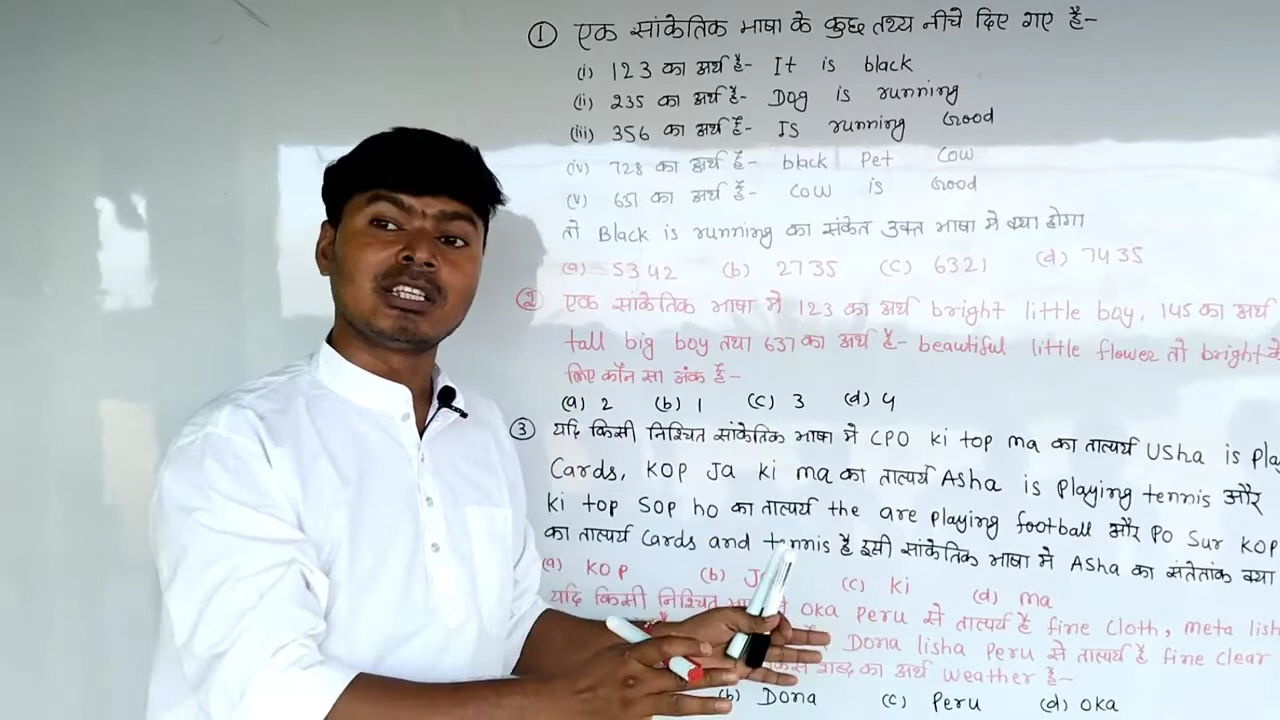 ① एक सांकेतिक भाषा के कुछ तथ्य नीचे दिए गए है-
(i) 123 का अर्थ है- It is black
(ii) 235 का अर्थ है- Dog is running
(iii) 356 का अर्थ है- Is running Good
(iv) 728 का अर्थ है- black Pet Cow
(v) 651 का अर्थ है- Cow is Good
तो Black is running का संकेत उक्त भाषा मे क्या होगा
(a) 5342 (b) 2735 (c) 6321 (d) 7435
② एक सांकेतिक भाषा मे 123 का अर्थ bright little boy, 145 का अर्थ
tall big boy तथा 637 का अर्थ है- beautiful little flower तो bright के
लिए कौन सा अंक है-
(a) 2 (b) 1 (c) 3 (d) 4
③ यदि किसी निश्चित सांकेतिक भाषा मे CPO ki top ma का तात्पर्य Usha is
Cards, KOP Ja ki ma का तात्पर्य Asha is Playing tennis और
ki top Sop ho का तात्पर्य the are Playing football और Po Sur KOP
का तात्पर्य Cards and tennis है इसी सांकेतिक भाषा मे Asha का क्या
(a) KOP (b) (c) ki (d) ma
यदि किसी निश्चित oka Peru से तात्पर्य है fine cloth, meta
Dona lisha Peru से तात्पर्य है fine clear
शब्द का अर्थ weather है-
(b) Dona (c) Peru (d) oka